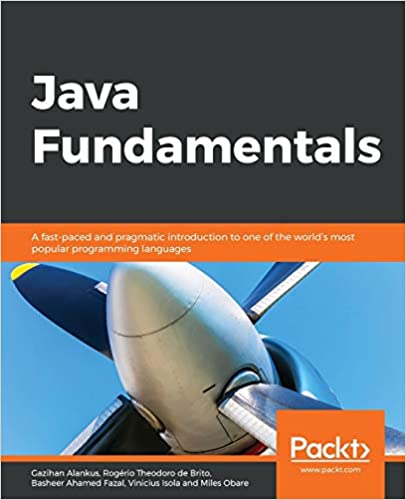 Java
Fundamentals
A fast-paced and pragmatic introduction to one of the world's most
popular programming languages
Gazihan Alankus, Rogério Theodoro de Brito,
Basheer Ahamed Fazal, Vinicius Isola and Miles Obare
Packt>
www.packt.com